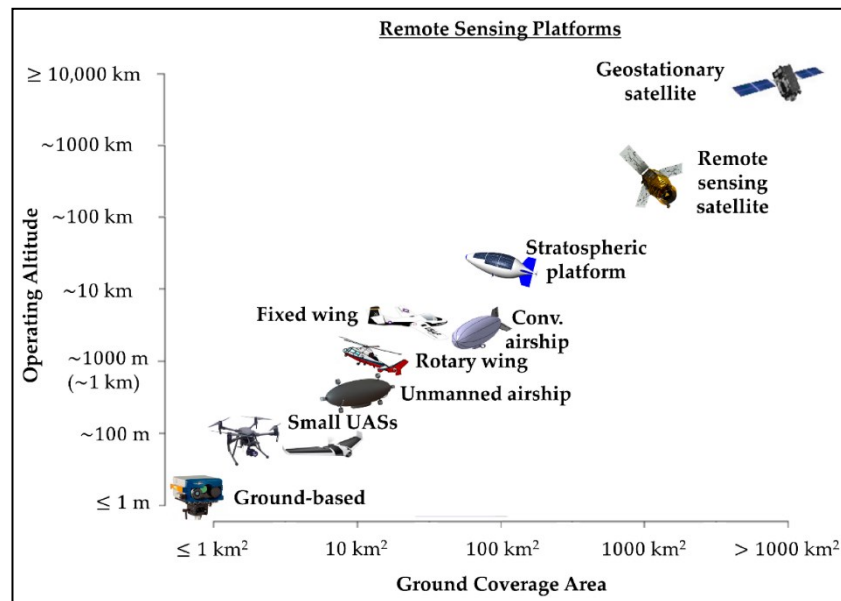 Remote Sensing Platforms
≥ 10,000 km
Geostationary
satellite
~1000 km
Remote
sensing
satellite
~100 km
Stratospheric
platform
~10 km
Fixed wing
Conv.
airship
~1000 m
(~1 km)
Rotary wing
Unmanned airship
Small UASs
~100 m
Ground-based
≤ 1 m
Operating Altitude
≤ 1 km²
10 km²
100 km²
1000 km²
> 1000 km²
Ground Coverage Area